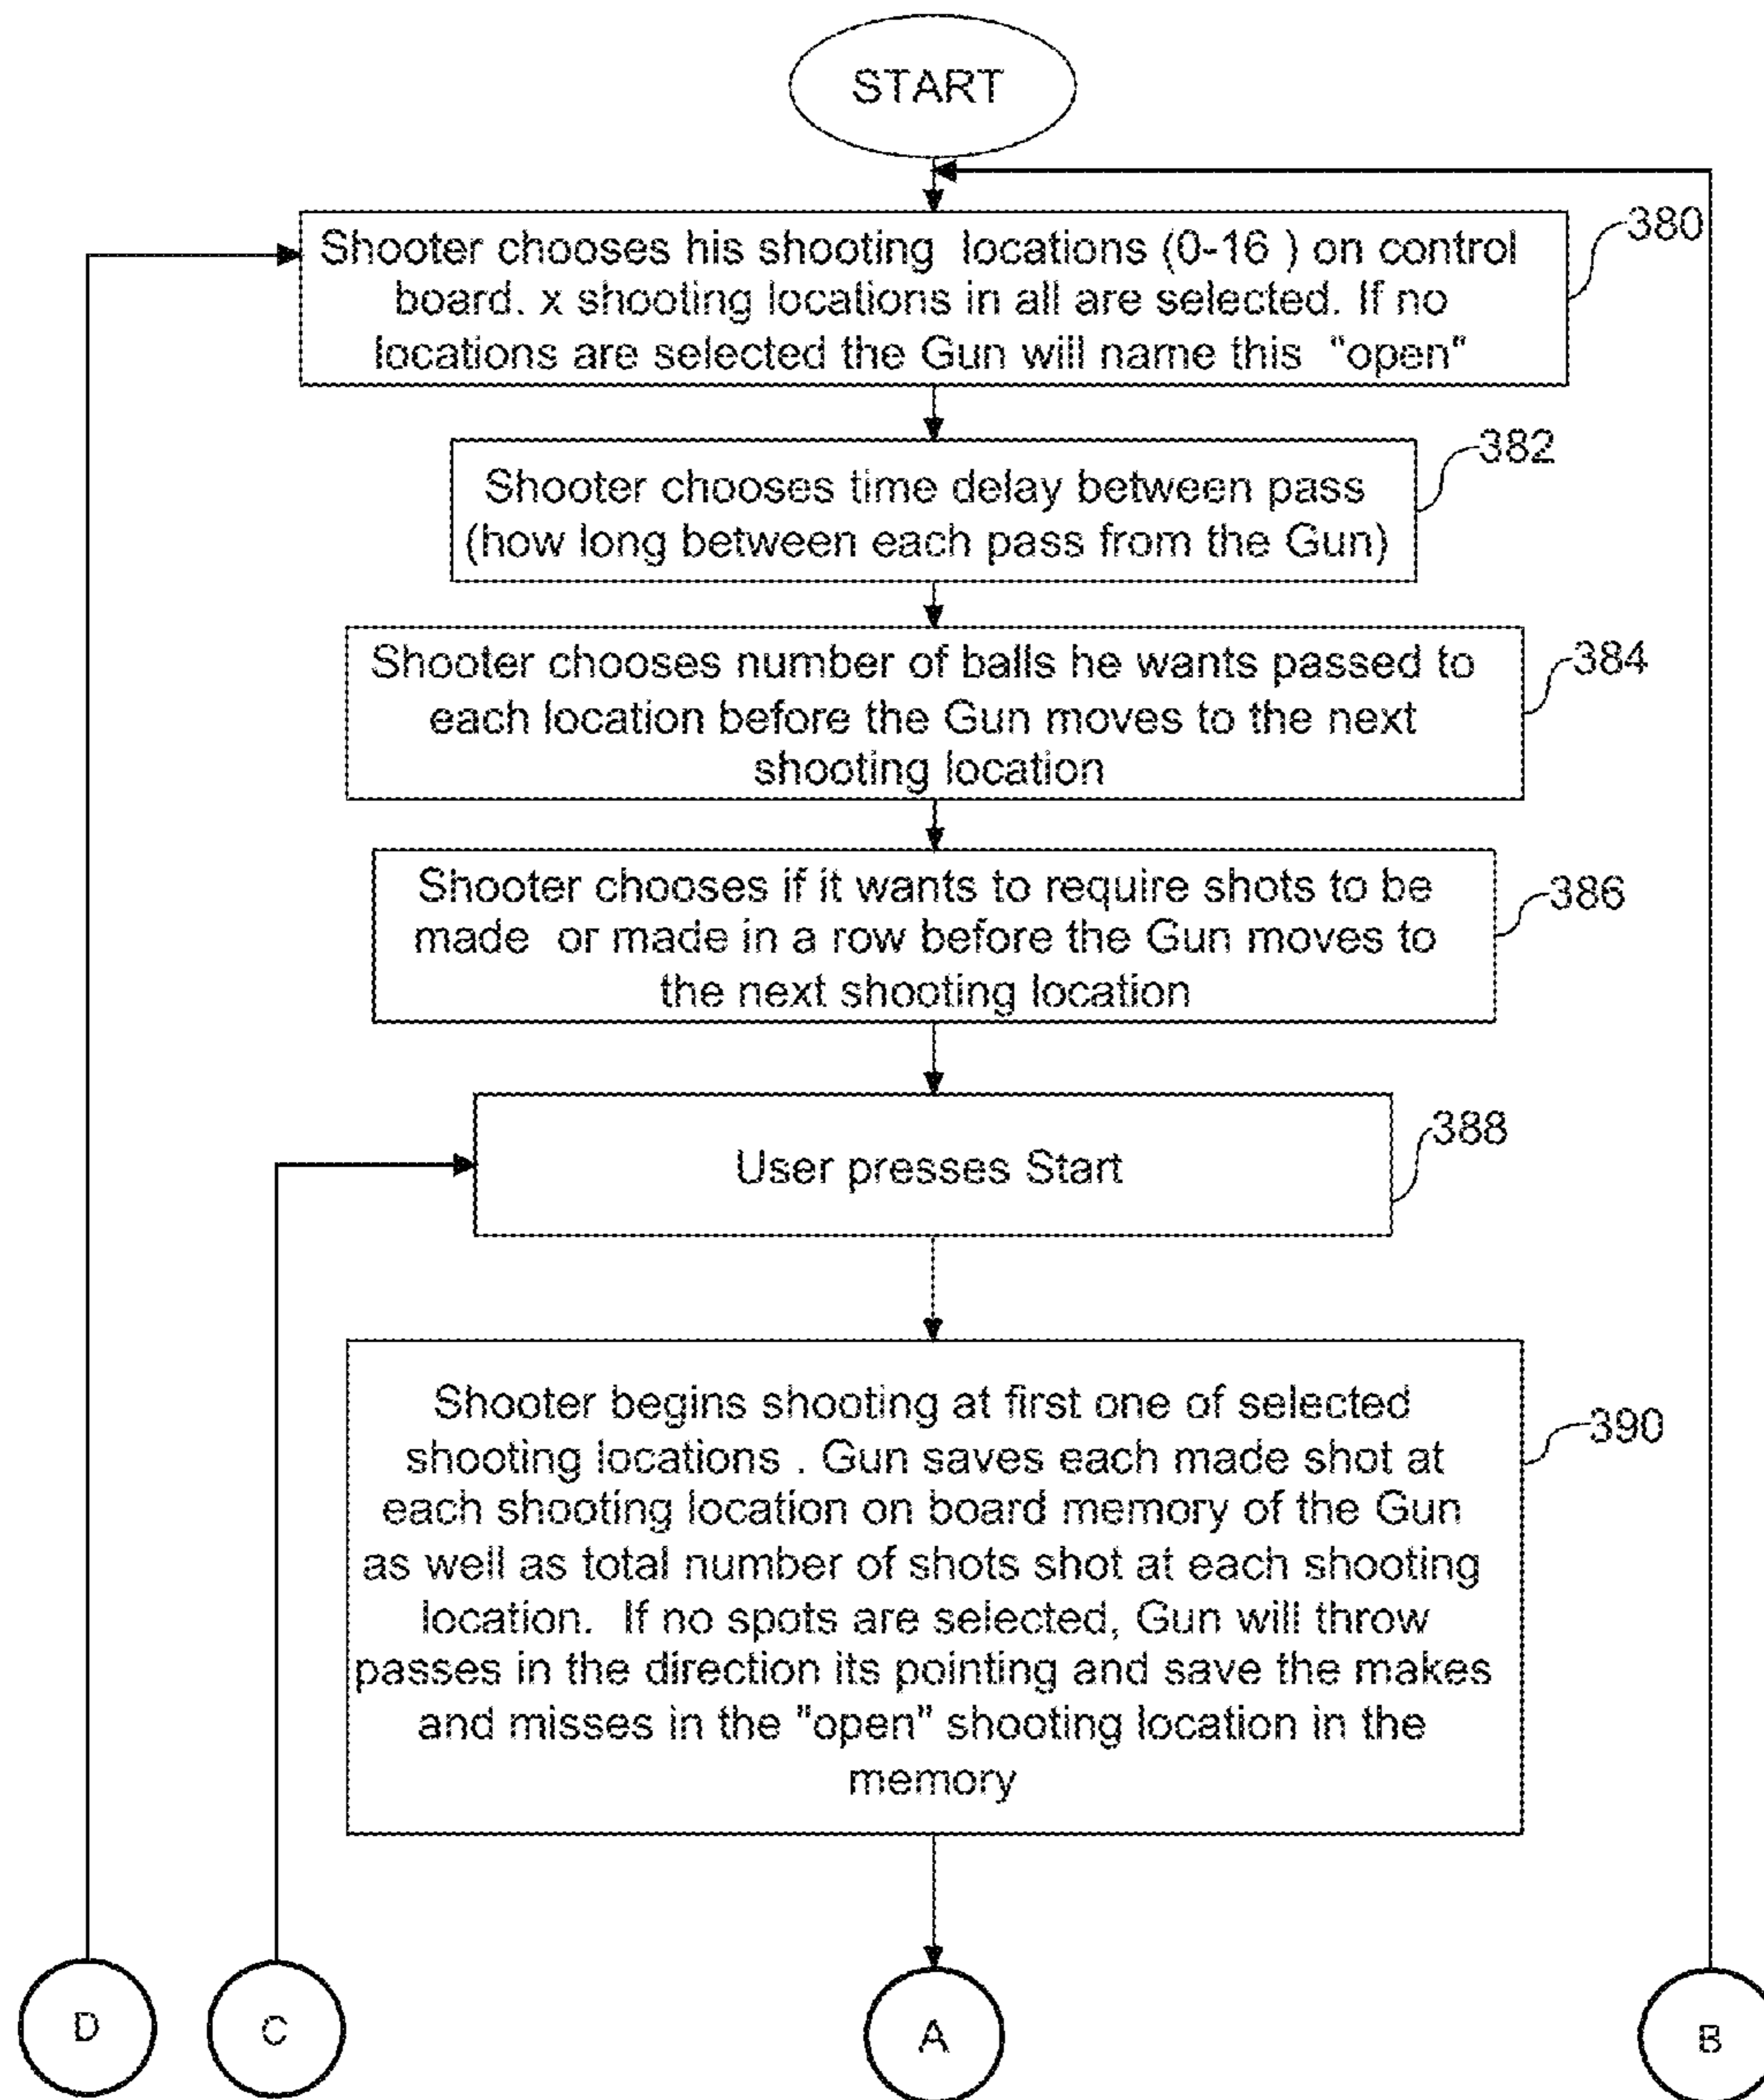 START
Shooter chooses his shooting locations (0-16 ) on control
board. x shooting locations in all are selected. If no
locations are selected the Gun will name this "open"
380
Shooter chooses time delay between pass
(how long between each pass from the Gun)
382
Shooter chooses number of balls he wants passed to
each location before the Gun moves to the next
shooting location
384
Shooter chooses if it wants to require shots to be
made or made in a row before the Gun moves to
the next shooting location
386
User presses Start
388
Shooter begins shooting at first one of selected
shooting locations . Gun saves each made shot at
each shooting location on board memory of the Gun
as well as total number of shots shot at each shooting
location. If no spots are selected, Gun will throw
passes in the direction its pointing and save the makes
and misses in the "open" shooting location in the
memory
390
D
C
A
B